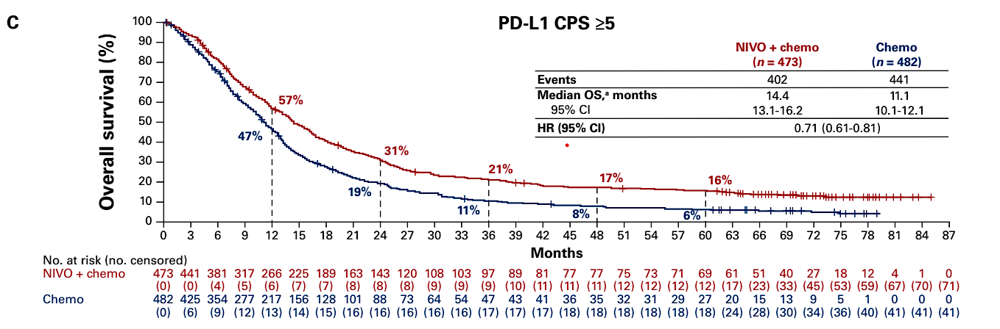 C
PD-L1 CPS ≥5
NIVO + chemo Chemo
(n = 473) (n = 482)
Events 402 441
Median OS,ᵃ months 14.4 11.1
95% CI 13.1-16.2 10.1-12.1
HR (95% CI) 0.71 (0.61-0.81)
Overall survival (%)
100
90
80
70
60
50
40
30
20
10
0
57%
47%
31%
19%
21%
11%
17%
8%
16%
6%
0 3 6 9 12 15 18 21 24 27 30 33 36 39 42 45 48 51 54 57 60 63 66 69 72 75 78 81 84 87
Months
No. at risk (no. censored)
NIVO + chemo 473 441 381 317 266 225 189 163 143 120 108 103 97 89 81 77 77 75 73 71 69 61 51 40 27 18 12 4 1 0
(0) (0) (4) (5) (6) (7) (7) (8) (8) (8) (9) (9) (9) (10) (11) (11) (11) (12) (12) (12) (12) (17) (23) (33) (45) (53) (59) (67) (70) (71)
Chemo 482 425 354 277 217 156 128 101 88 73 64 54 47 43 41 36 35 32 31 29 27 20 15 13 9 5 1 0 0 0
(0) (6) (9) (12) (13) (14) (15) (16) (16) (16) (16) (16) (17) (17) (17) (18) (18) (18) (18) (18) (18) (24) (28) (30) (34) (36) (40) (41) (41) (41)